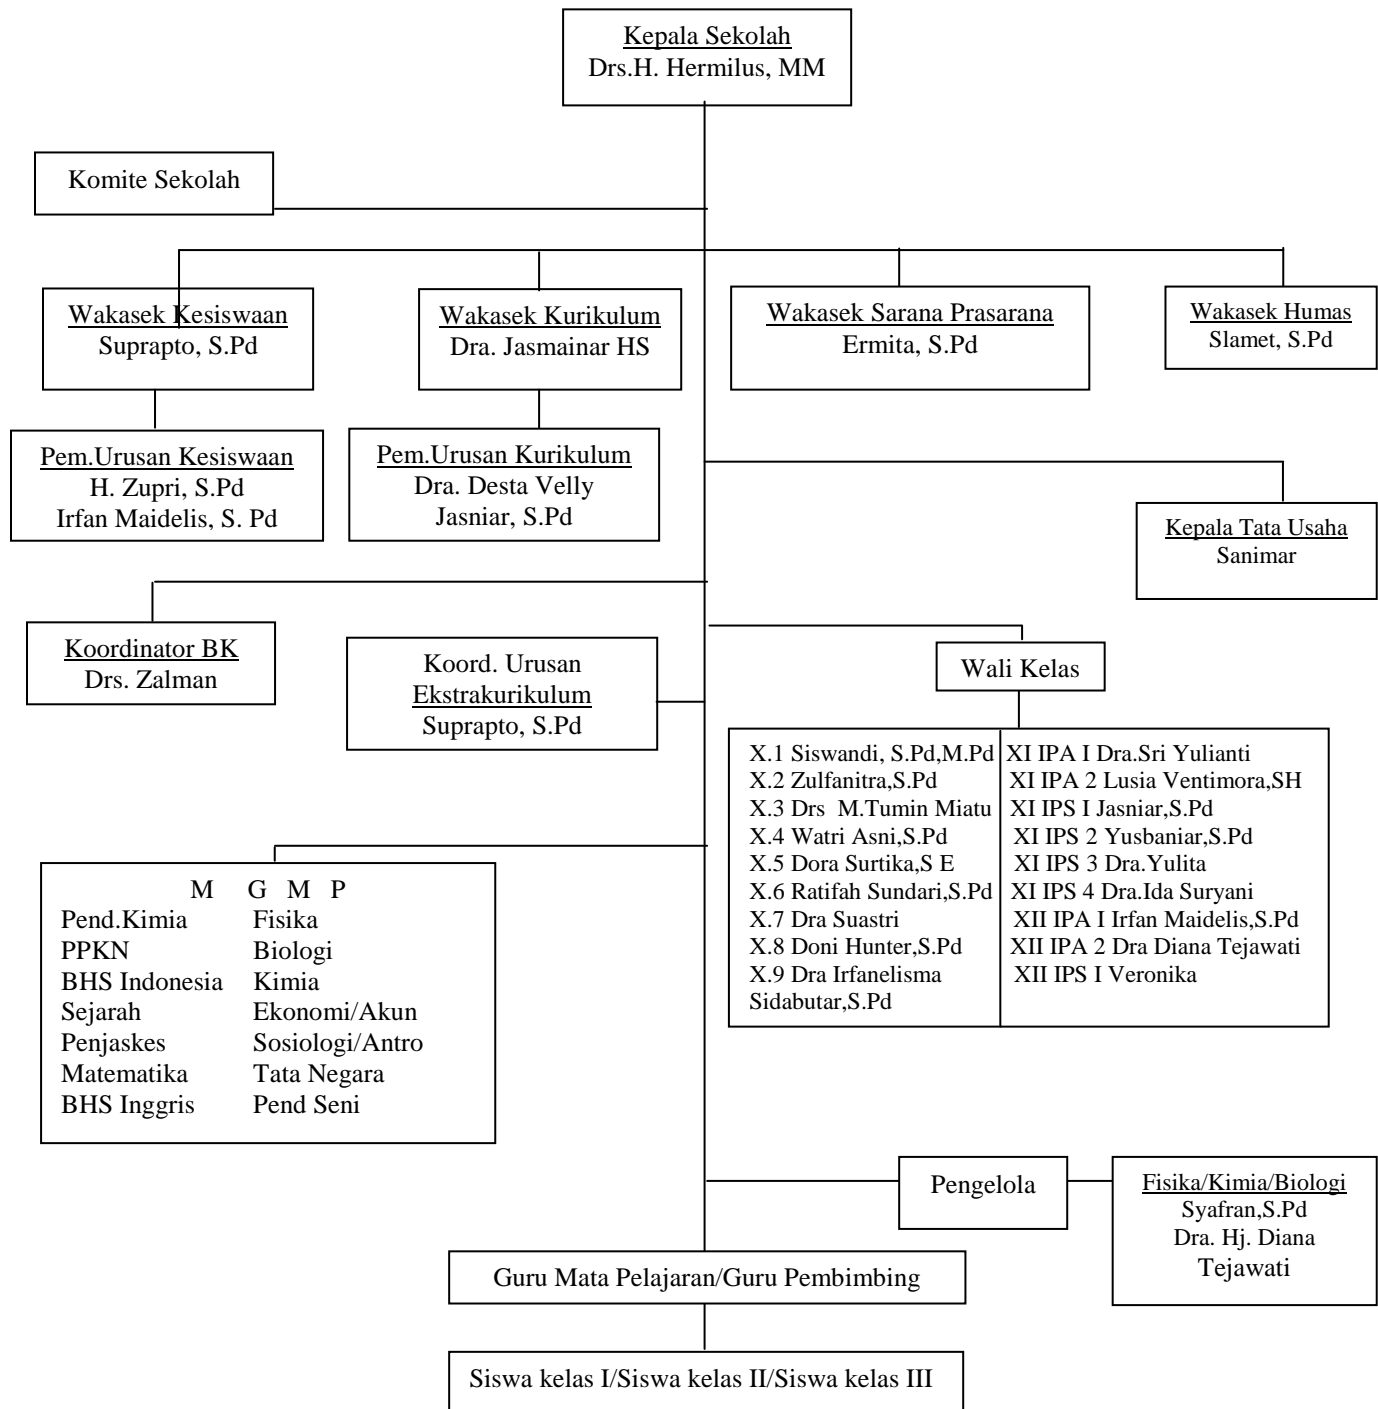 Kepala Sekolah
Drs.H. Hermilus, MM
Komite Sekolah
Wakasek Kesiswaan
Suprapto, S.Pd
Wakasek Kurikulum
Dra. Jasmainar HS
Wakasek Sarana Prasarana
Ermita, S.Pd
Wakasek Humas
Slamet, S.Pd
Pem.Urusan Kesiswaan
H. Zupri, S.Pd
Irfan Maidelis, S. Pd
Pem.Urusan Kurikulum
Dra. Desta Velly
Jasniar, S.Pd
Kepala Tata Usaha
Sanimar
Koordinator BK
Drs. Zalman
Koord. Urusan
Ekstrakurikulum
Suprapto, S.Pd
Wali Kelas
X.1 Siswandi, S.Pd,M.Pd
X.2 Zulfanitra,S.Pd
X.3 Drs M.Tumin Miatu
X.4 Watri Asni,S.Pd
X.5 Dora Surtika,S E
X.6 Ratifah Sundari,S.Pd
X.7 Dra Suastri
X.8 Doni Hunter,S.Pd
X.9 Dra Irfanelisma
Sidabutar,S.Pd
XI IPA I Dra.Sri Yulianti
XI IPA 2 Lusia Ventimora,SH
XI IPS I Jasniar,S.Pd
XI IPS 2 Yusbaniar,S.Pd
XI IPS 3 Dra.Yulita
XI IPS 4 Dra.Ida Suryani
XII IPA I Irfan Maidelis,S.Pd
XII IPA 2 Dra Diana Tejawati
XII IPS I Veronika
M G M P
Pend.Kimia Fisika
PPKN Biologi
BHS Indonesia Kimia
Sejarah Ekonomi/Akun
Penjaskes Sosiologi/Antro
Matematika Tata Negara
BHS Inggris Pend Seni
Pengelola
Fisika/Kimia/Biologi
Syafran,S.Pd
Dra. Hj. Diana
Tejawati
Guru Mata Pelajaran/Guru Pembimbing
Siswa kelas I/Siswa kelas II/Siswa kelas III